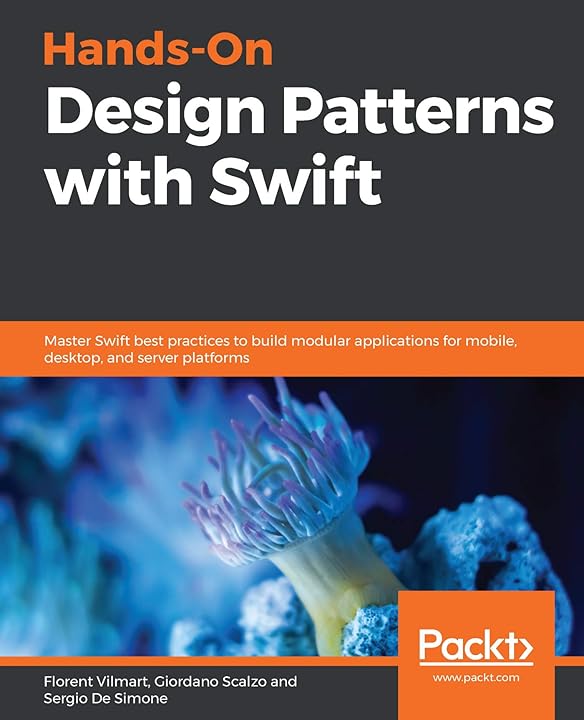 Hands-On
Design Patterns
with Swift
Master Swift best practices to build modular applications for mobile,
desktop, and server platforms
Packt>
www.packt.com
Florent Vilmart, Giordano Scalzo and
Sergio De Simone